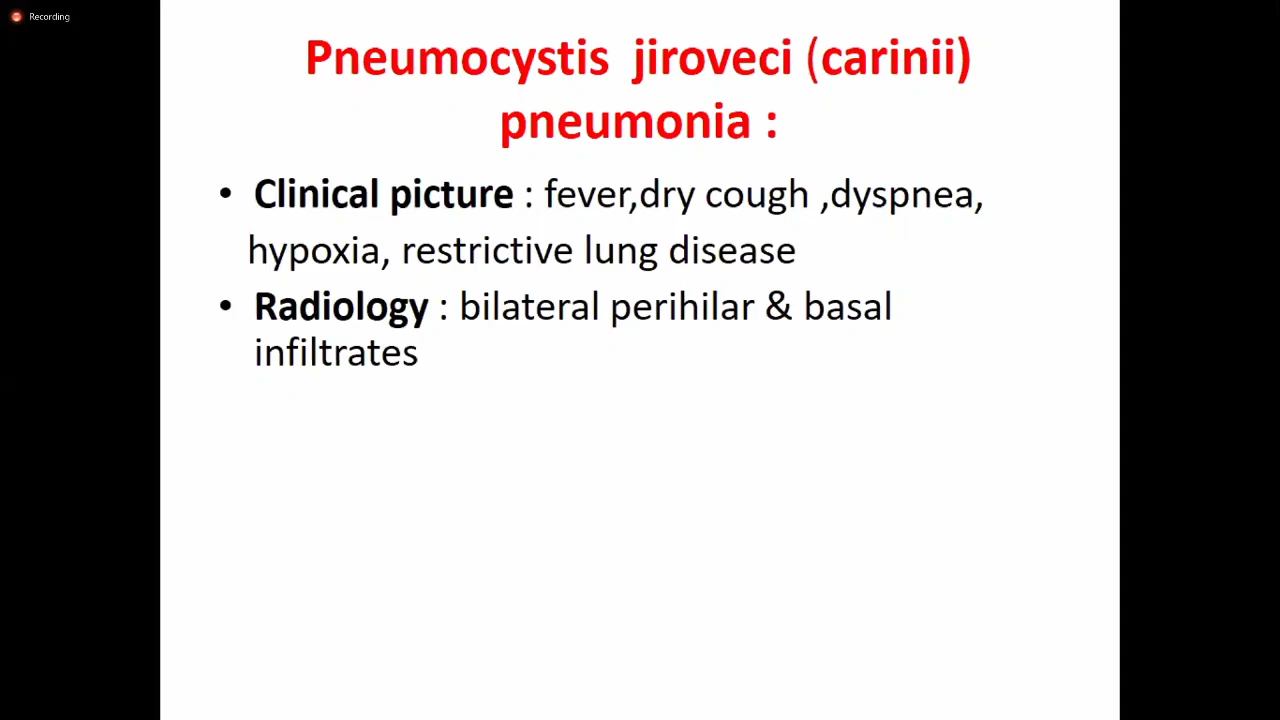 Recording
Pneumocystis jiroveci (carinii)
pneumonia :
• Clinical picture : fever,dry cough ,dyspnea,
hypoxia, restrictive lung disease
• Radiology : bilateral perihilar & basal
infiltrates